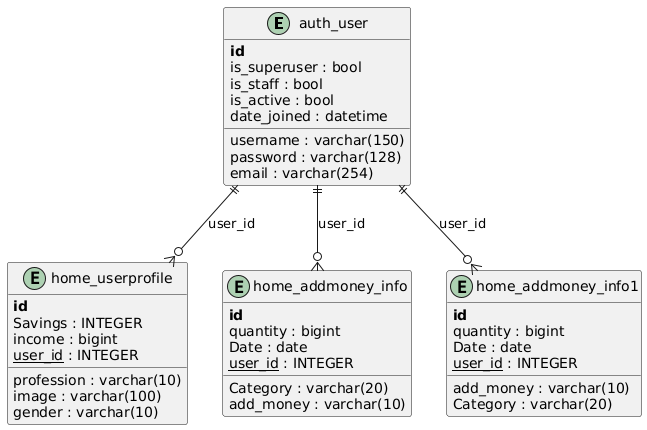 E auth_user
id
is_superuser : bool
is_staff : bool
is_active : bool
date_joined : datetime
username : varchar(150)
password : varchar(128)
email : varchar(254)
user_id
user_id
user_id
E home_userprofile
id
Savings : INTEGER
income : bigint
user_id : INTEGER
profession : varchar(10)
image : varchar(100)
gender : varchar(10)
E home_addmoney_info
id
quantity : bigint
Date : date
user_id : INTEGER
Category : varchar(20)
add_money : varchar(10)
E home_addmoney_info1
id
quantity : bigint
Date : date
user_id : INTEGER
add_money : varchar(10)
Category : varchar(20)